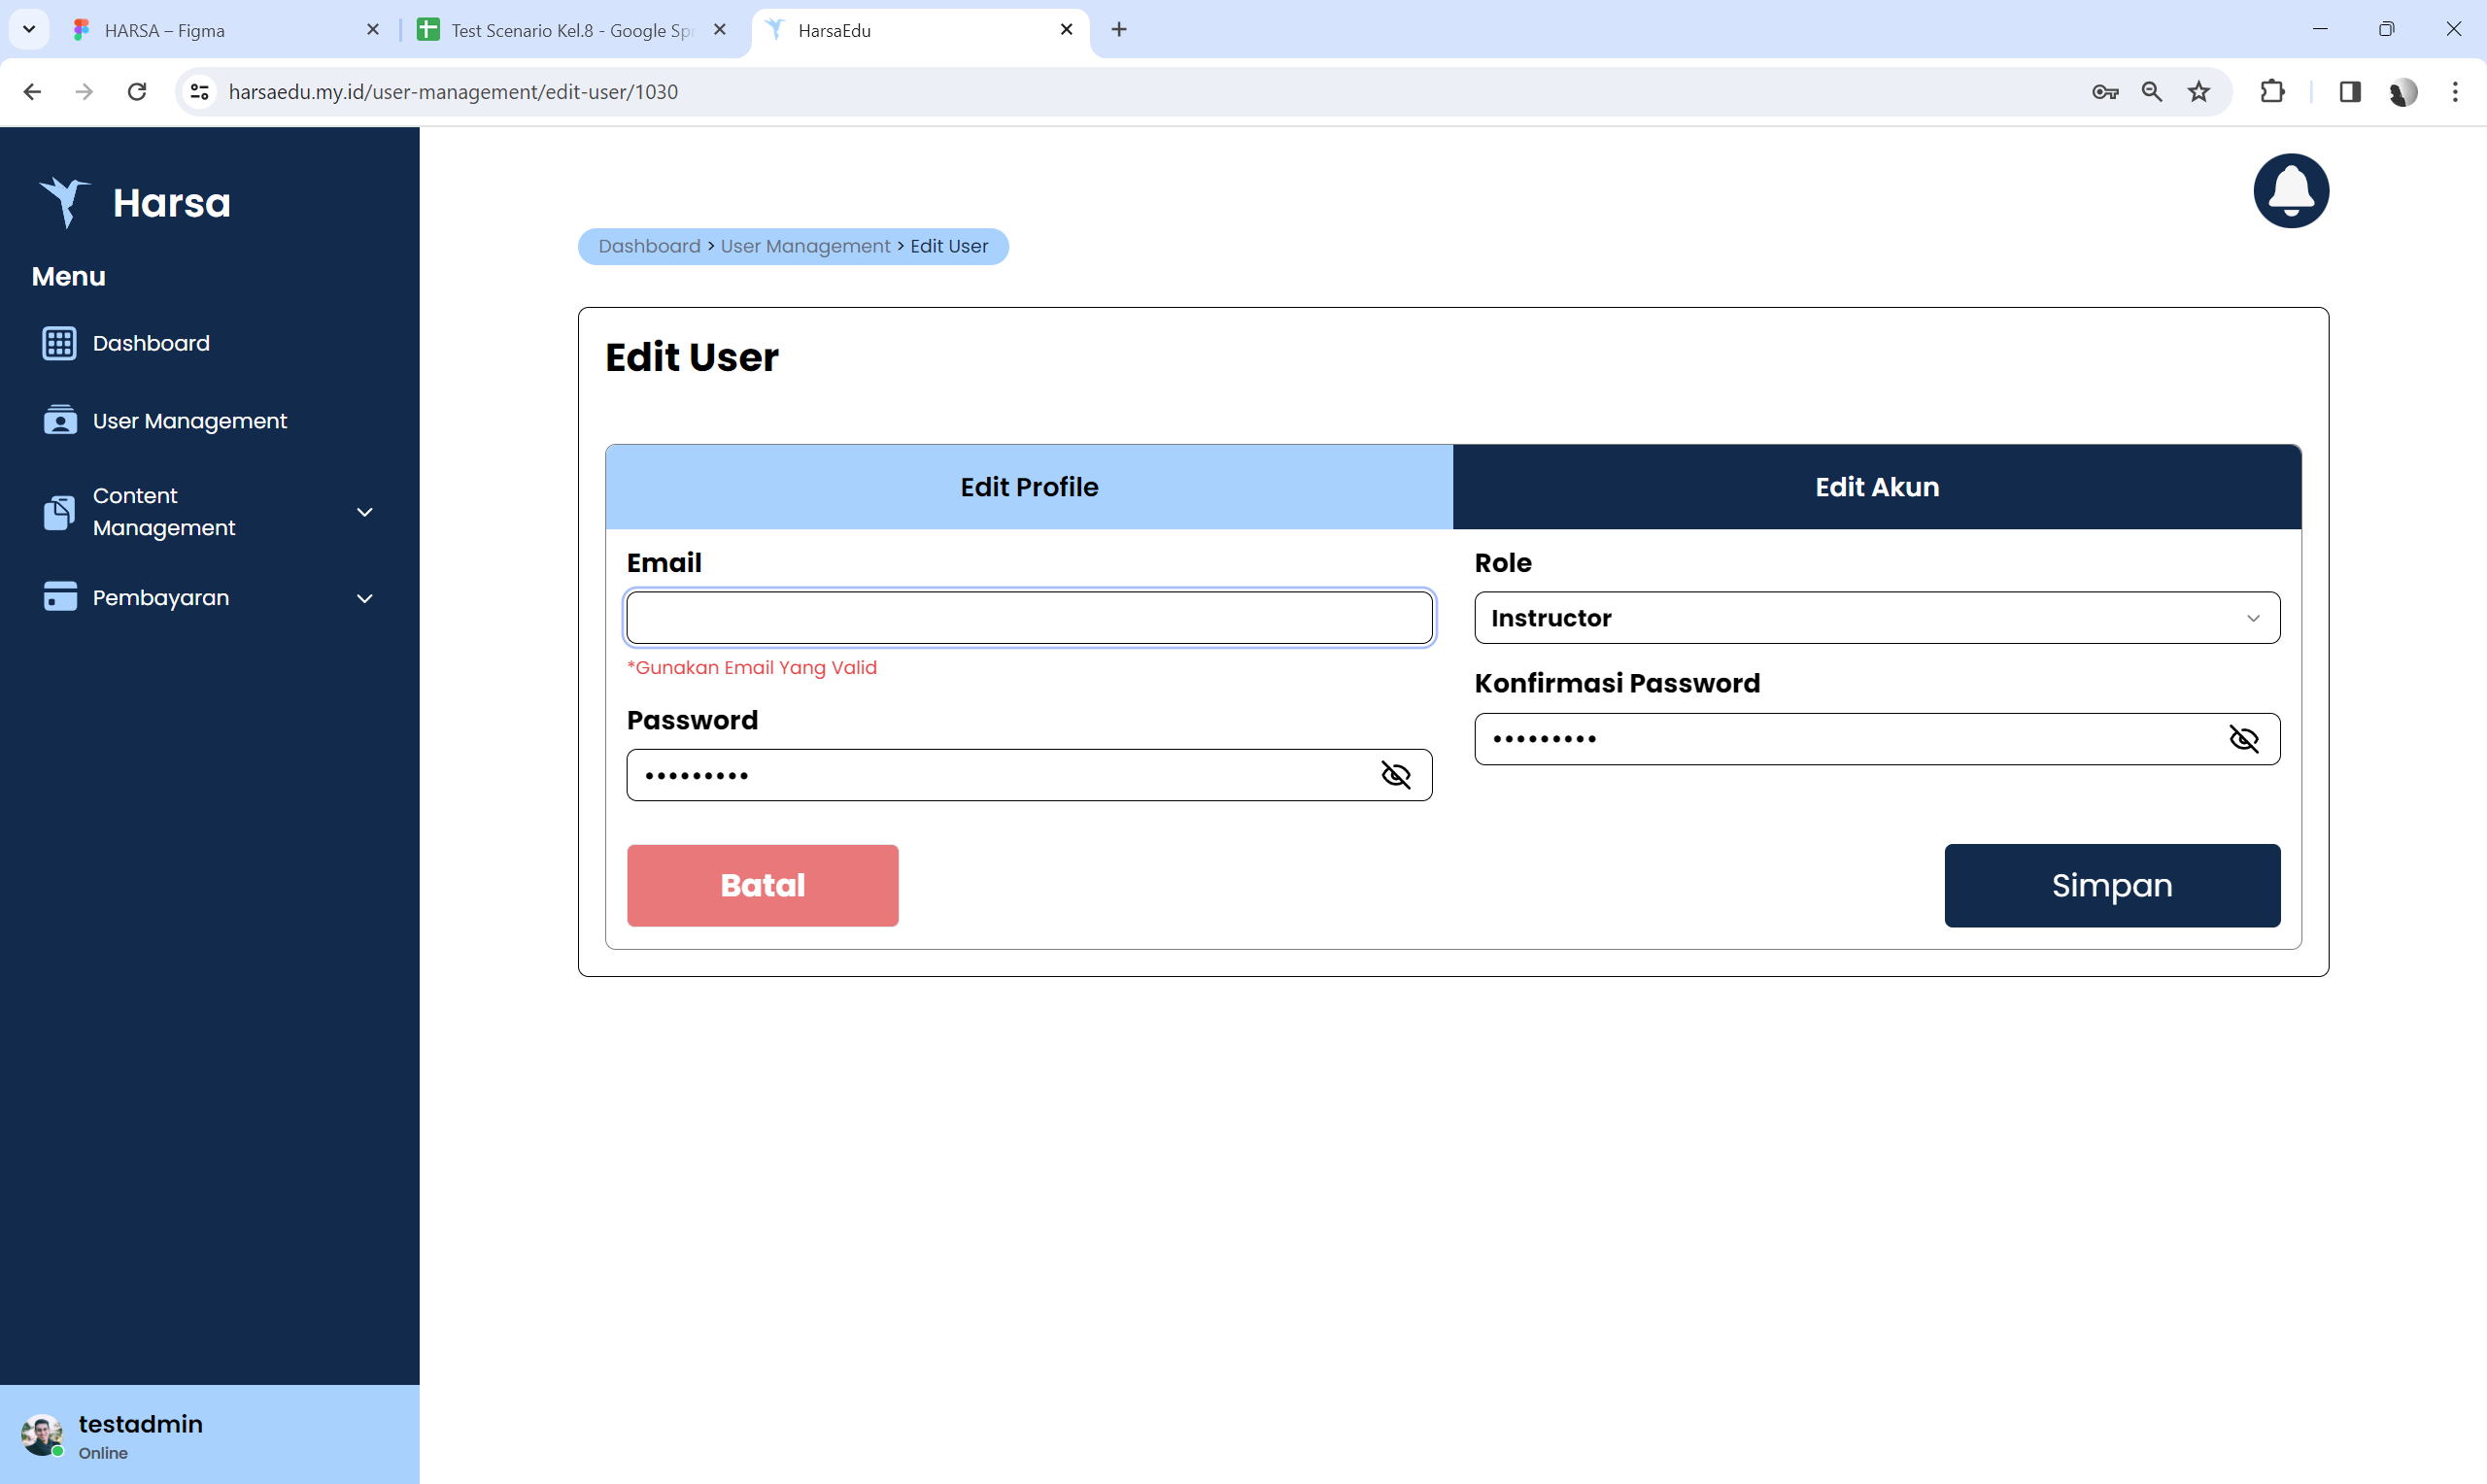 HARSA – Figma
Test Scenario Kel.8 - Google Spr
HarsaEdu
harsaedu.my.id/user-management/edit-user/1030
Harsa
Menu
Dashboard
User Management
Content
Management
Pembayaran
Dashboard > User Management > Edit User
Edit User
Edit Profile
Edit Akun
Email
*Gunakan Email Yang Valid
Role
Instructor
Password
•••••••••
Konfirmasi Password
•••••••••
Batal
Simpan
testadmin
Online